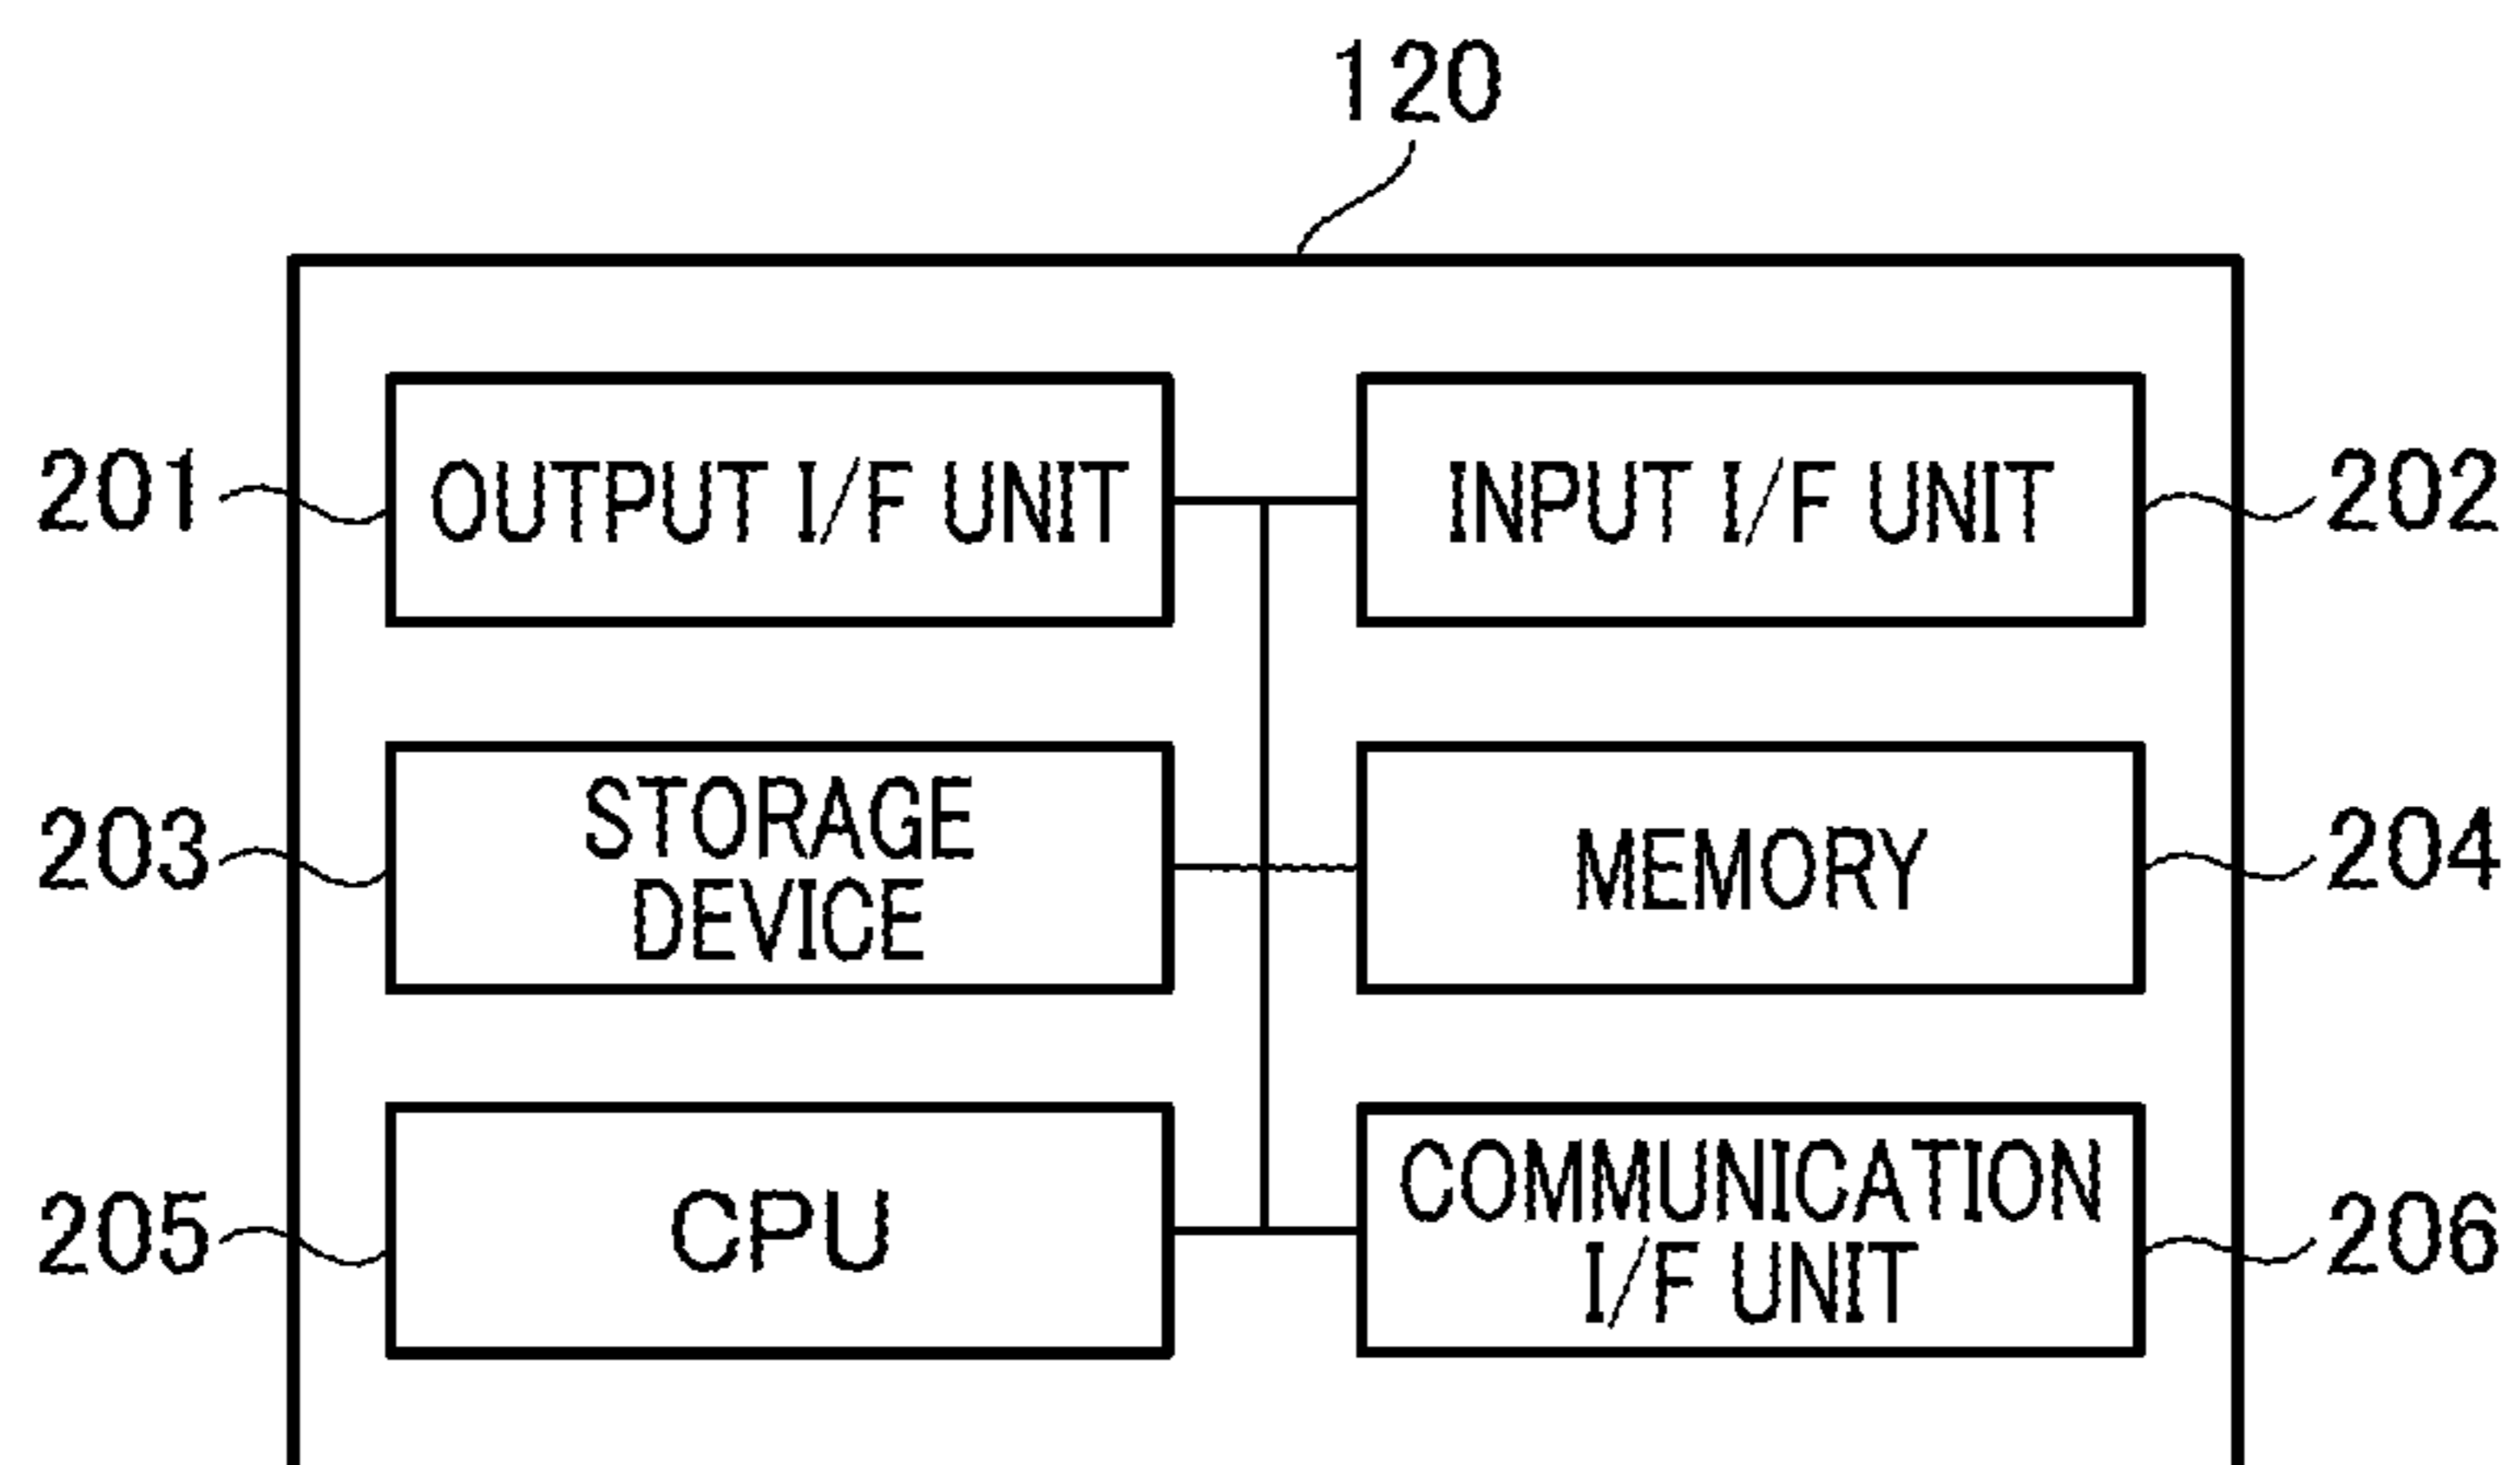 120
201
OUTPUT I/F UNIT
INPUT I/F UNIT
202
203
STORAGE
DEVICE
MEMORY
204
205
CPU
COMMUNICATION
I/F UNIT
206